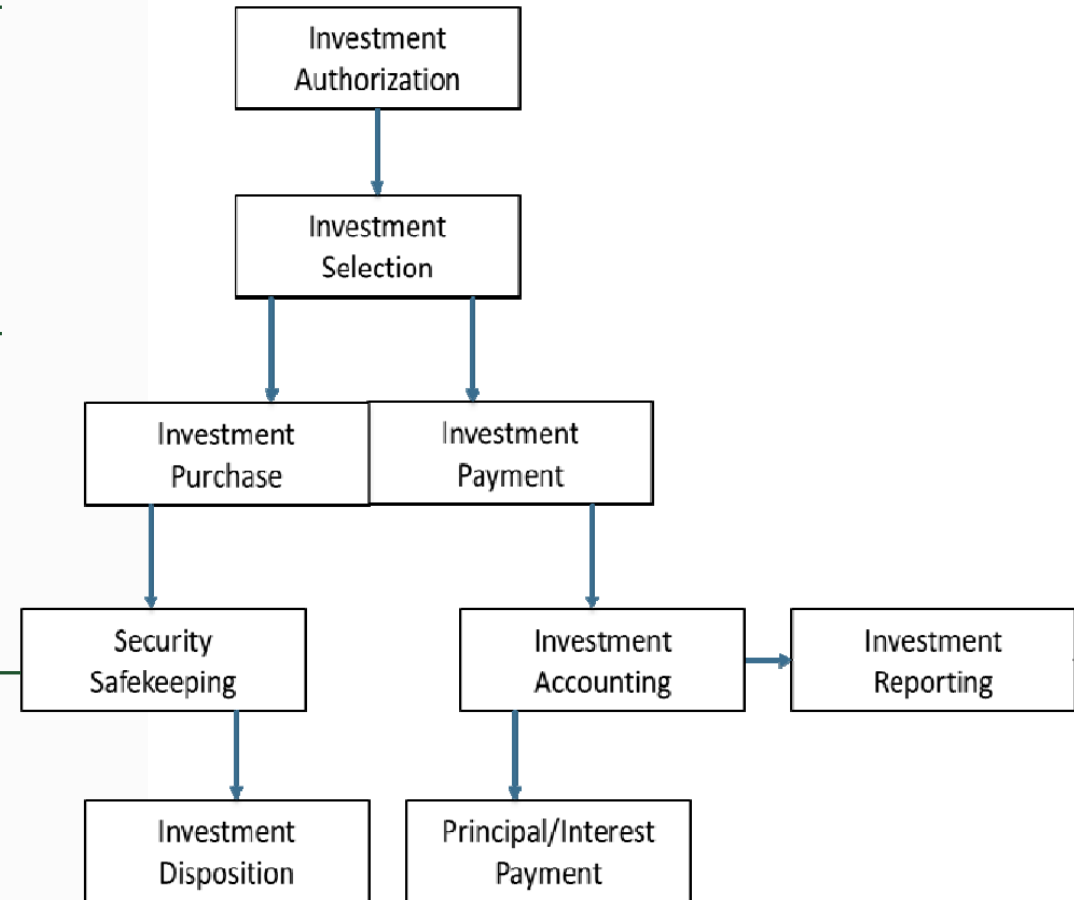 Investment
Authorization
Investment
Selection
Investment
Purchase
Investment
Payment
Security
Safekeeping
Investment
Accounting
Investment
Reporting
Investment
Disposition
Principal/Interest
Payment